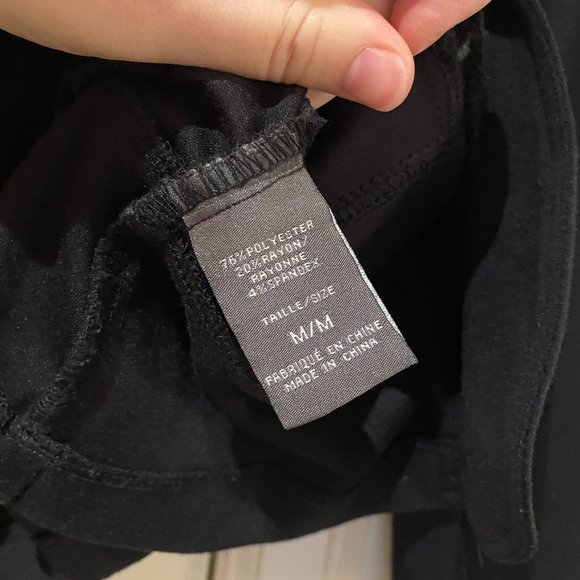 76%POLYESTER
20%RAYON/
RAYONNE
4%SPANDEX
TAILLE/SIZE
M/M
FABRIQUÉ EN CHINE
MADE IN CHINA